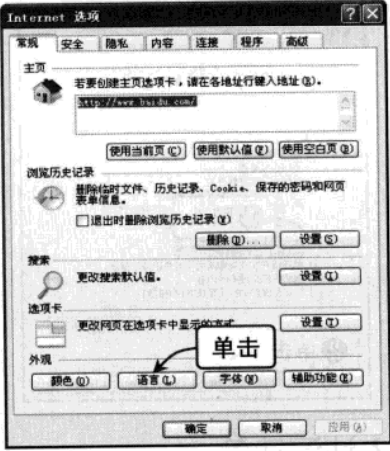 Internet 选项
常规 安全 隐私 内容 连接 程序 高级
主页
若要创建主页选项卡，请在各地址行键入地址(R)。
http://www.baidu.com/
使用当前页(C) 使用默认值(F) 使用空白页(B)
浏览历史记录
删除临时文件、历史记录、Cookie、保存的密码和网页
表单信息。
退出时删除浏览历史记录(W)
删除(D)... 设置(S)
搜索
更改搜索默认值。 设置(I)
选项卡
更改网页在选项卡中显示的方式。 设置(T)
单击
外观
颜色(O) 语言(L) 字体(N) 辅助功能(E)
确定 取消 应用(A)